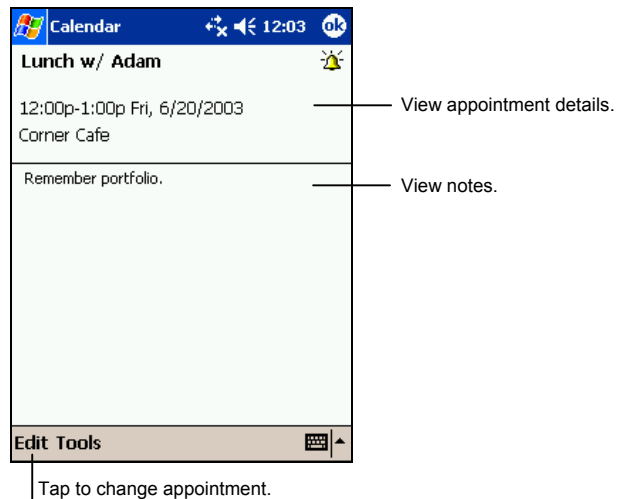 Calendar 12:03 ok
Lunch w/ Adam
12:00p-1:00p Fri, 6/20/2003
View appointment details.
Corner Cafe
Remember portfolio.
View notes.
Edit Tools
Tap to change appointment.